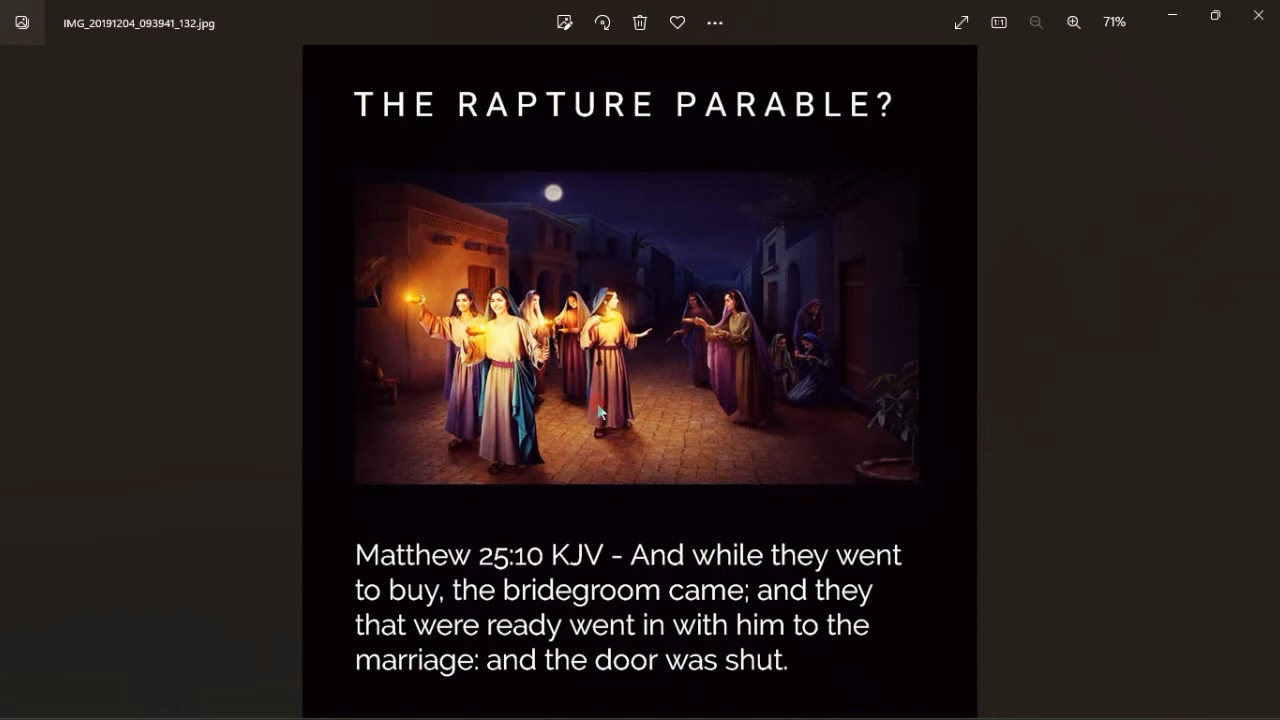 IMG_20191204_093941_132.jpg
71%
THE RAPTURE PARABLE?
Matthew 25:10 KJV - And while they went
to buy, the bridegroom came; and they
that were ready went in with him to the
marriage: and the door was shut.